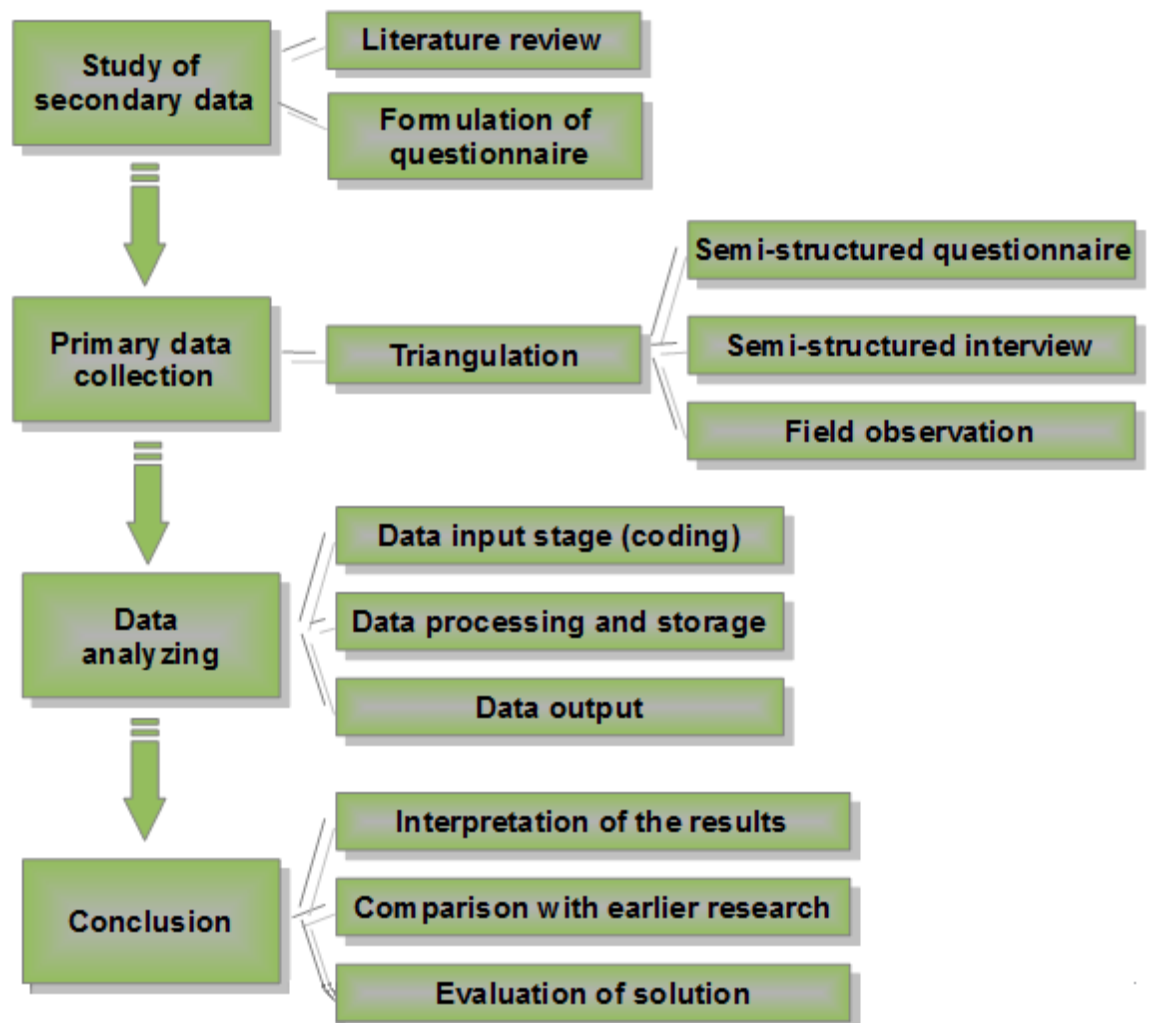 Study of
secondary data
Literature review
Formulation of
questionnaire
Primary data
collection
Triangulation
Semi-structured questionnaire
Semi-structured interview
Field observation
Data
analyzing
Data input stage (coding)
Data processing and storage
Data output
Conclusion
Interpretation of the results
Comparison with earlier research
Evaluation of solution